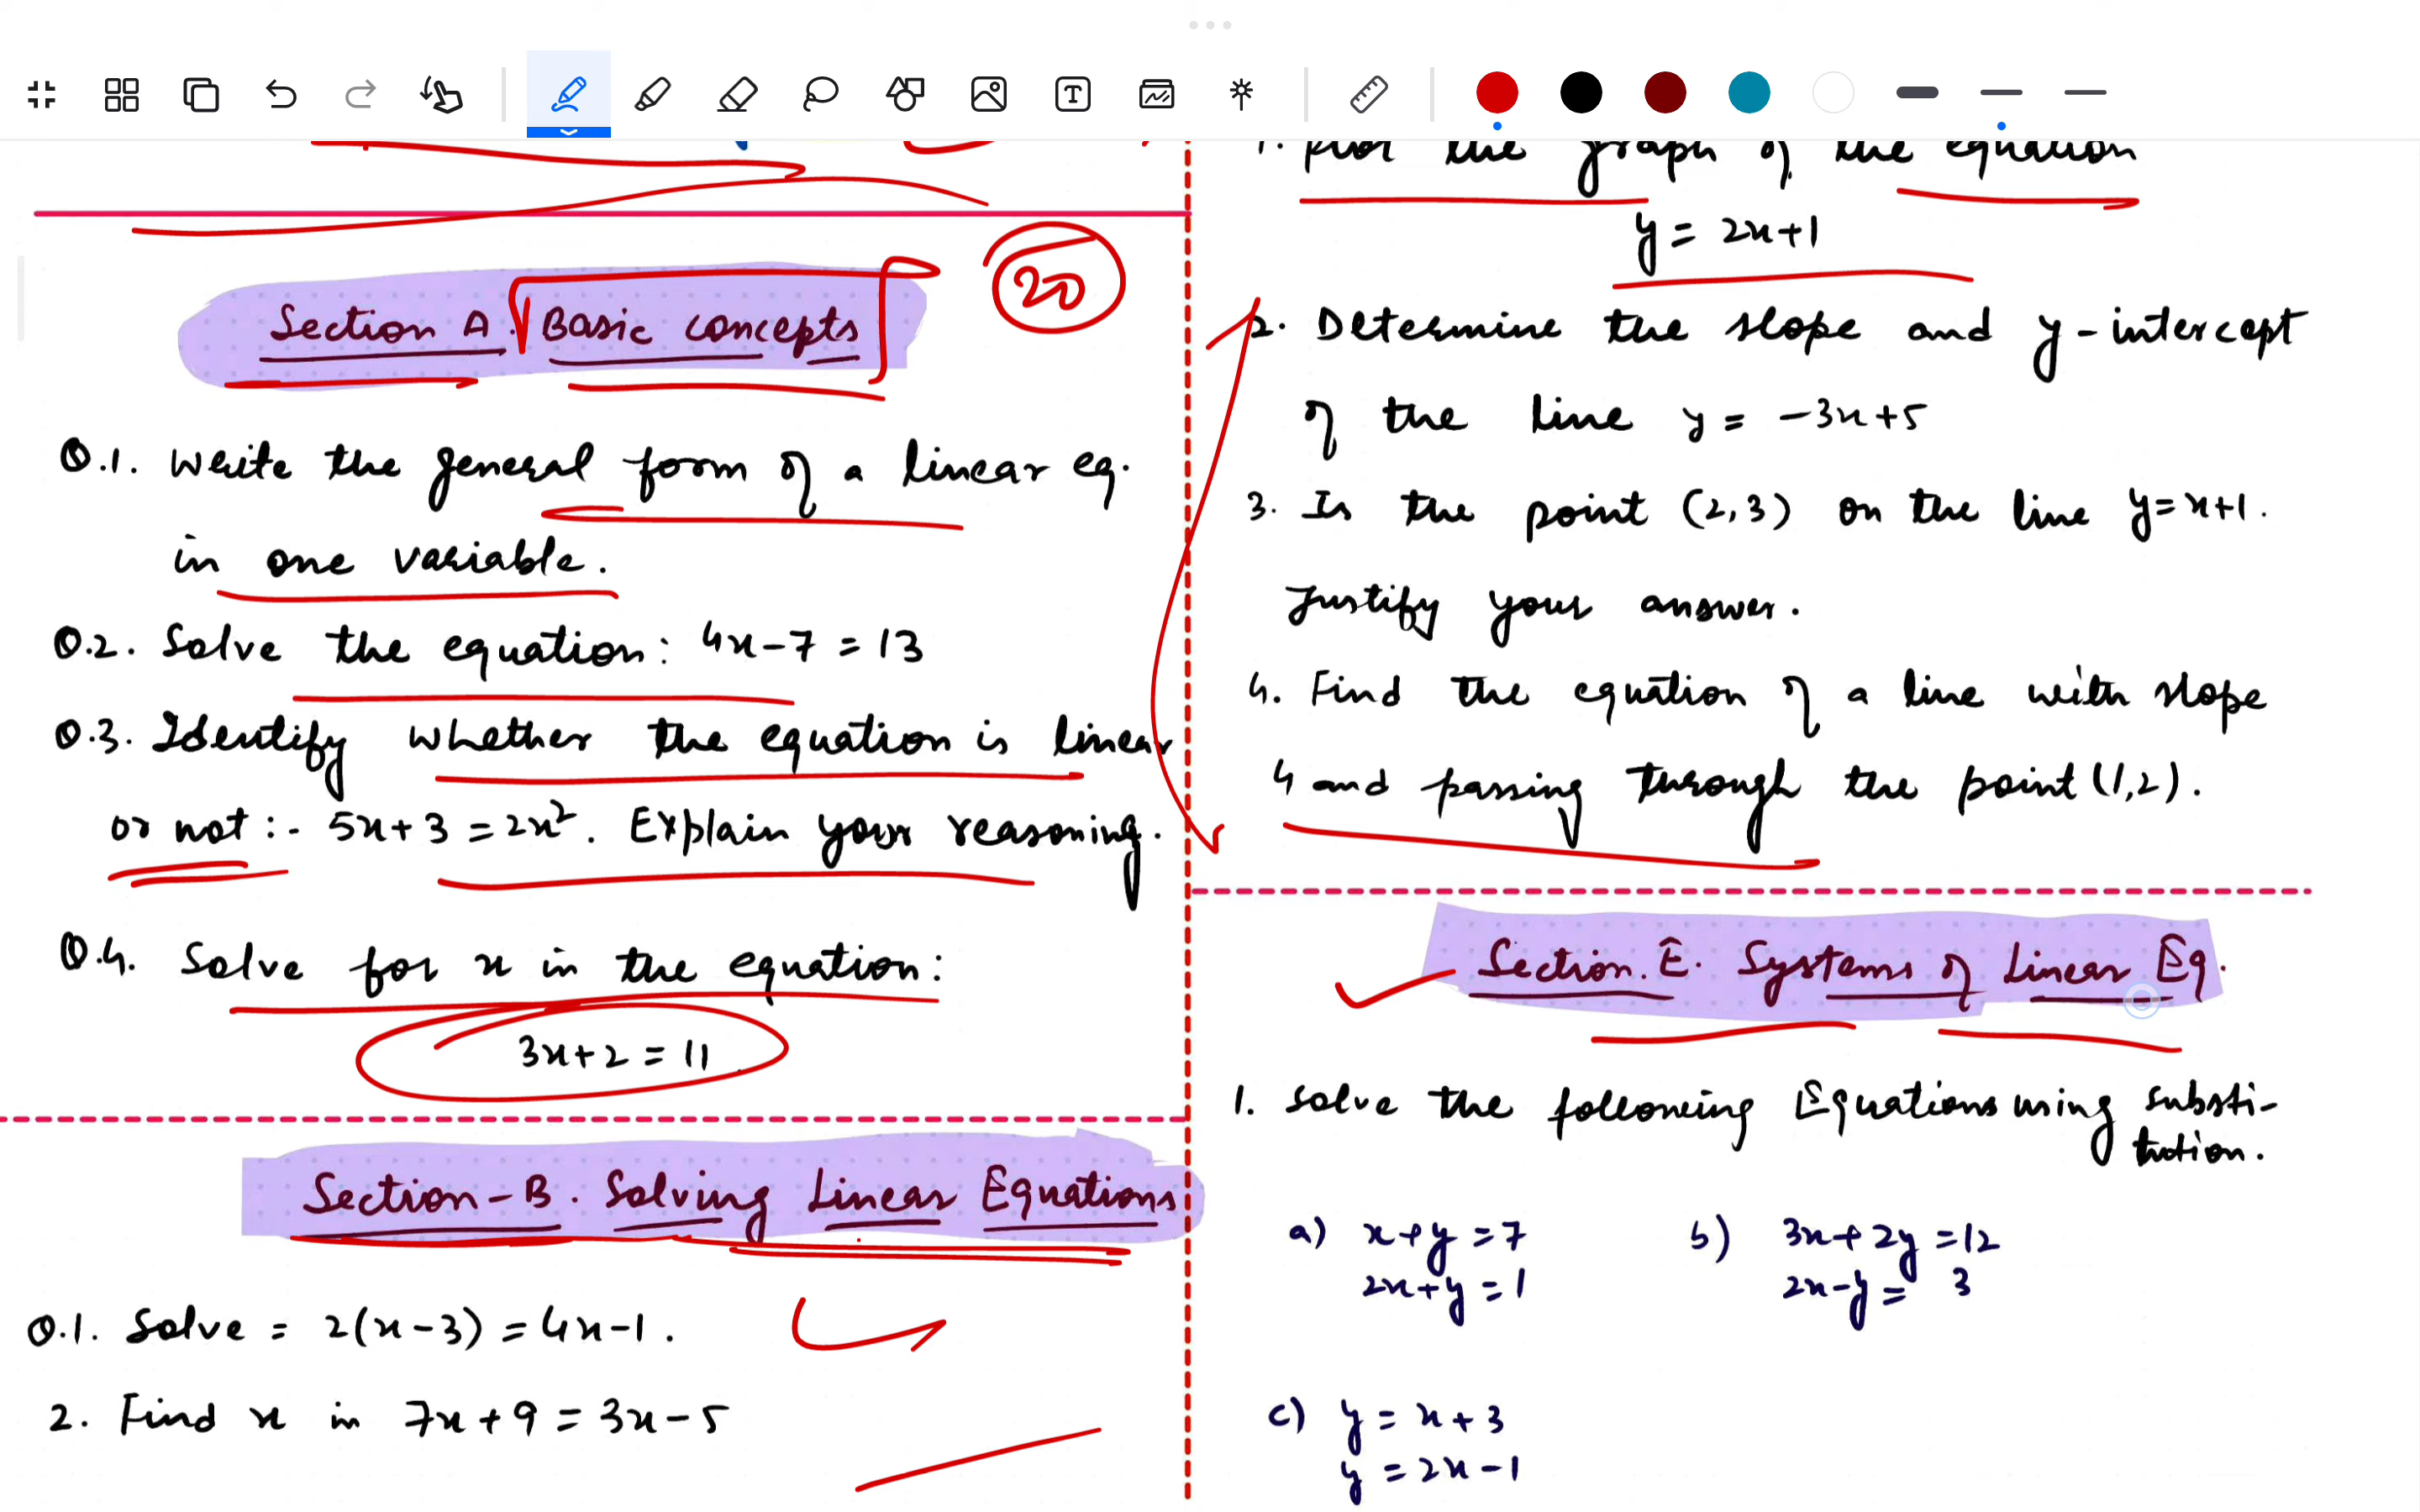 Section A. Basic concepts
20
Q.1. Write the general form of a linear eq.
in one variable.
Q.2. Solve the equation: 4x-7 = 13
Q.3. Identify whether the equation is linear
or not :- 5x+3 = 2x². Explain your reasoning.
Q.4. Solve for x in the equation:
3x+2 = 11
Section-B. Solving Linear Equations
Q.1. Solve = 2(x-3) = 4x-1.
2. Find x in 7x+9 = 3x-5
1. Plot the graph of the equation
y = 2x+1
2. Determine the slope and y-intercept
of the line y = -3x+5
3. Is the point (2,3) on the line y=x+1.
Justify your answer.
4. Find the equation of a line with slope
4 and passing through the point (1,2).
Section. E. Systems of Linear Eq.
1. Solve the following Equations using substi-
tution.
a) x+y = 7
2x+y = 1
b) 3x+2y = 12
2x-y = 3
c) y = x+3
y = 2x-1